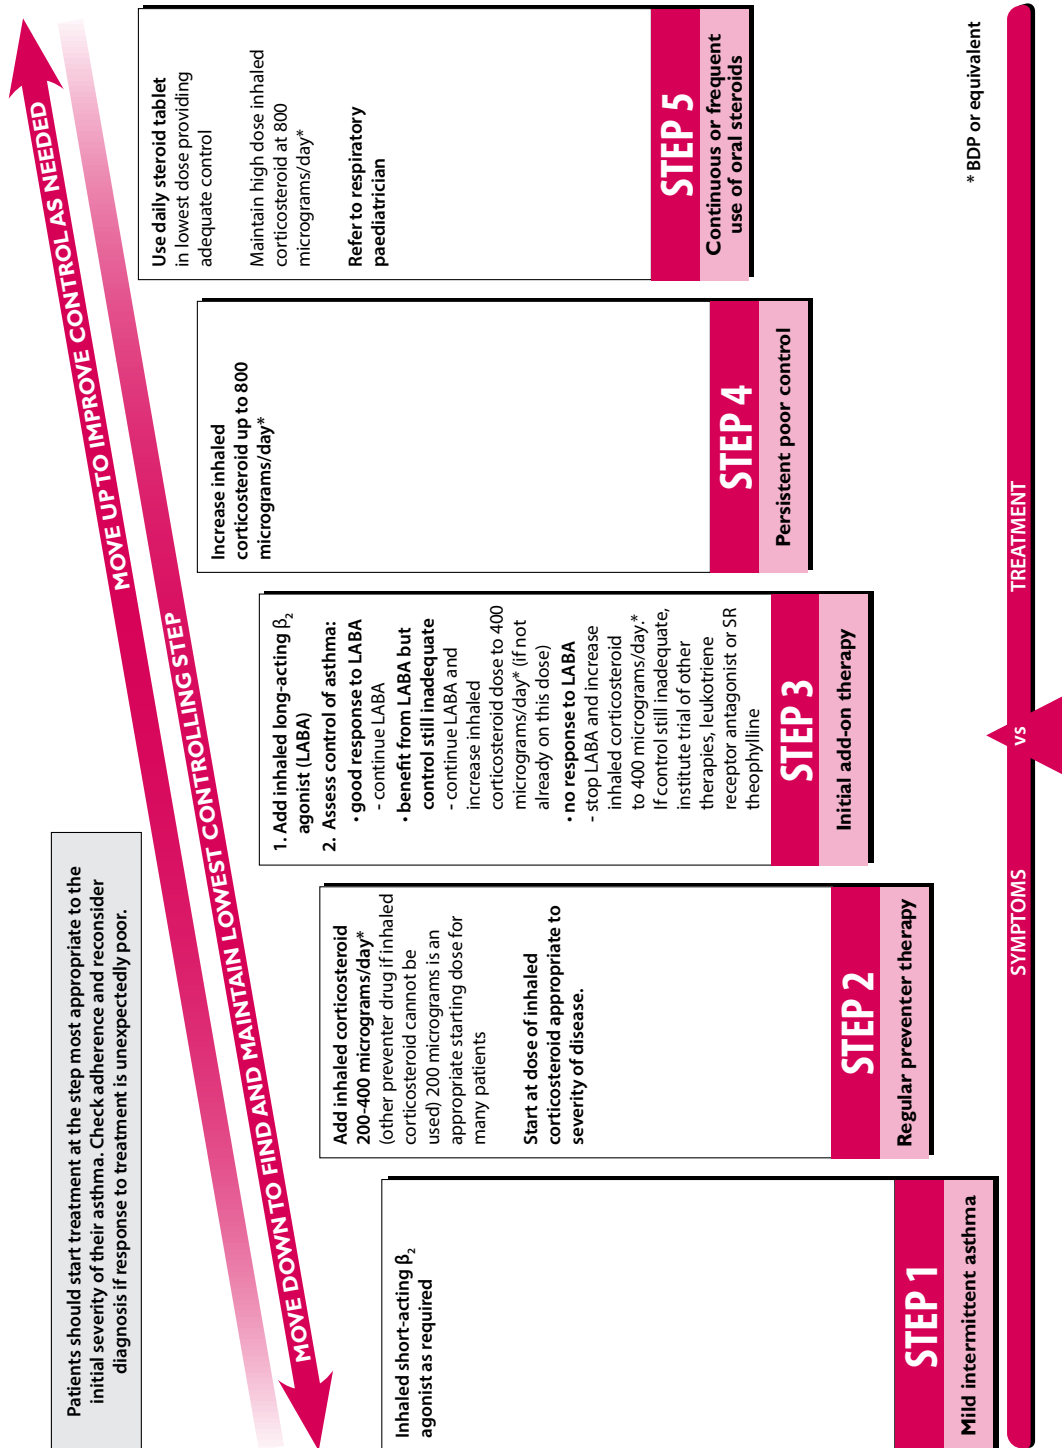 Patients should start treatment at the step most appropriate to the
initial severity of their asthma. Check adherence and reconsider
diagnosis if response to treatment is unexpectedly poor.
MOVE UP TO IMPROVE CONTROL AS NEEDED
MOVE DOWN TO FIND AND MAINTAIN LOWEST CONTROLLING STEP
Inhaled short-acting β₂
agonist as required
STEP 1
Mild intermittent asthma
Add inhaled corticosteroid
200-400 micrograms/day*
(other preventer drug if inhaled
corticosteroid cannot be
used) 200 micrograms is an
appropriate starting dose for
many patients
Start at dose of inhaled
corticosteroid appropriate to
severity of disease.
STEP 2
Regular preventer therapy
1. Add inhaled long-acting β₂
agonist (LABA)
2. Assess control of asthma:
• good response to LABA
- continue LABA
• benefit from LABA but
control still inadequate
- continue LABA and
increase inhaled
corticosteroid dose to 400
micrograms/day* (if not
already on this dose)
• no response to LABA
- stop LABA and increase
inhaled corticosteroid
to 400 micrograms/day.*
If control still inadequate,
institute trial of other
therapies, leukotriene
receptor antagonist or SR
theophylline
STEP 3
Initial add-on therapy
Increase inhaled
corticosteroid up to 800
micrograms/day*
STEP 4
Persistent poor control
Use daily steroid tablet
in lowest dose providing
adequate control
Maintain high dose inhaled
corticosteroid at 800
micrograms/day*
Refer to respiratory
paediatrician
STEP 5
Continuous or frequent
use of oral steroids
* BDP or equivalent
SYMPTOMS vs TREATMENT